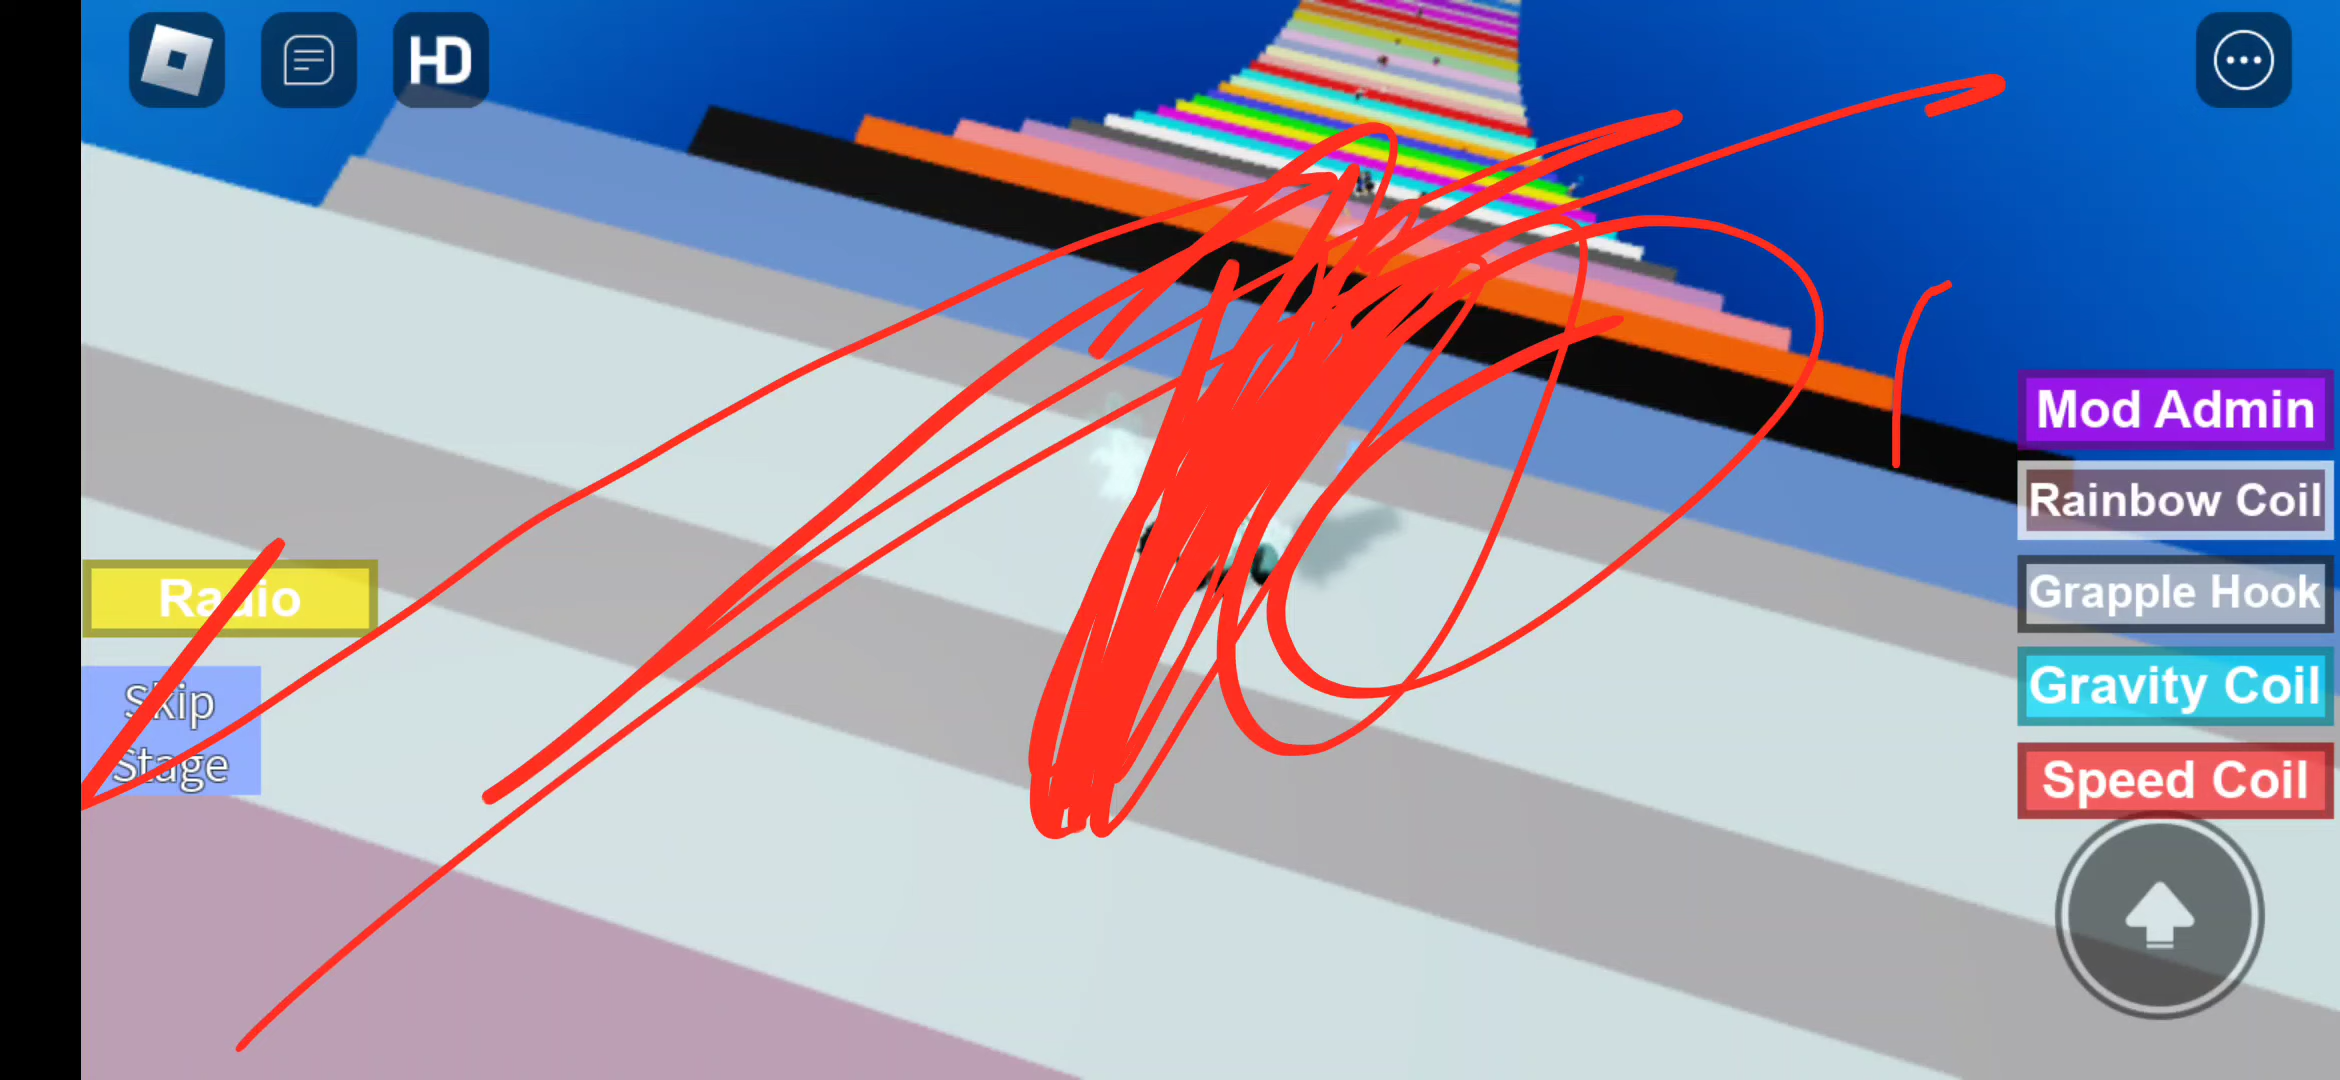 HD
Mod Admin
Rainbow Coil
Grapple Hook
Radio
Gravity Coil
Skip
Stage
Speed Coil